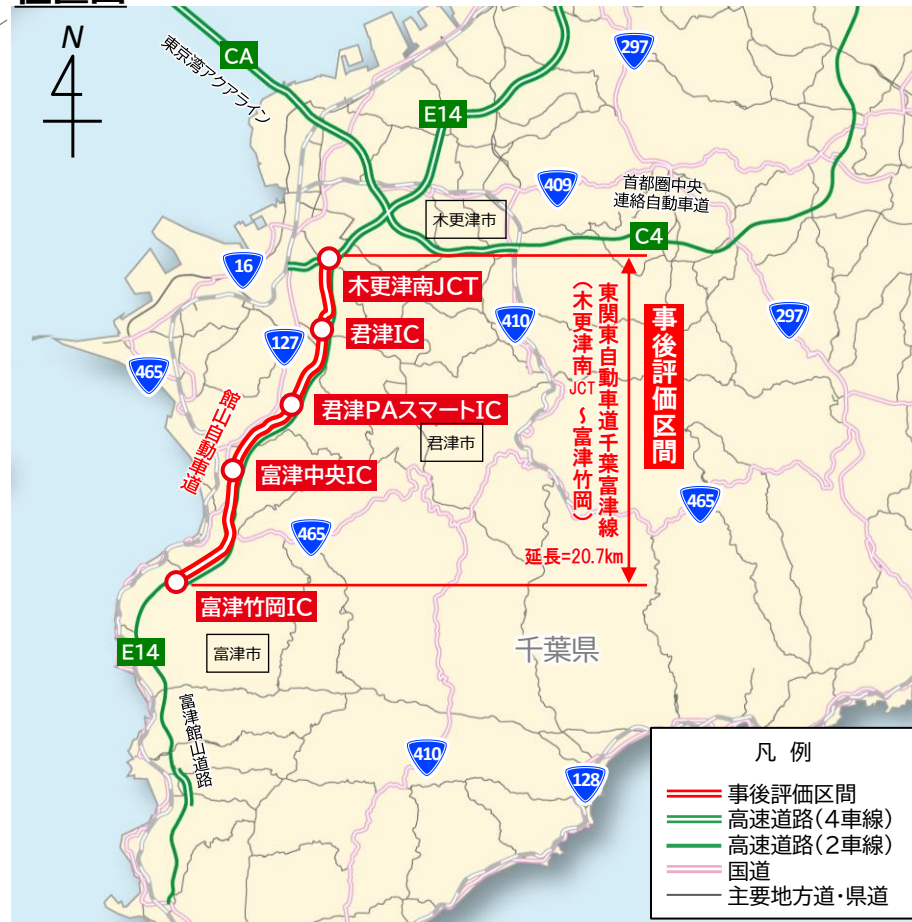 N
CA
東京湾アクアライン
E14
297
409
首都圏中央
連絡自動車道
木更津市
C4
16
木更津南JCT
297
410
127
君津IC
465
君津PAスマートIC
君津市
館山自動車道
富津中央IC
事後評価区間
東関東自動車道千葉富津線
(木更津南JCT ~富津竹岡)
延長=20.7km
465
465
富津竹岡IC
E14
富津市
千葉県
富津館山道路
410
128
凡 例
事後評価区間
高速道路(4車線)
高速道路(2車線)
国道
主要地方道・県道